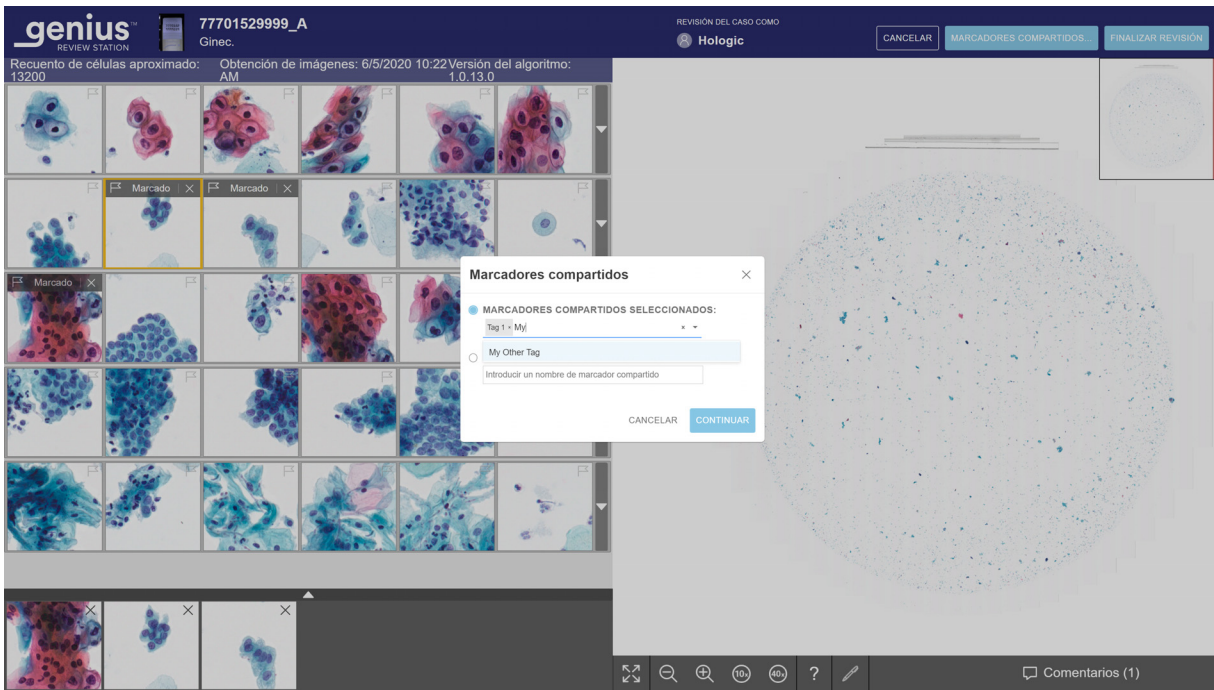 genius™
REVIEW STATION
77701529999_A
Ginec.
REVISIÓN DEL CASO COMO
Hologic
CANCELAR
MARCADORES COMPARTIDOS...
FINALIZAR REVISIÓN
Recuento de células aproximado: 13200
Obtención de imágenes: 6/5/2020 10:22 AM
Versión del algoritmo: 1.0.13.0
Marcado
Marcado
Marcado
Marcadores compartidos
MARCADORES COMPARTIDOS SELECCIONADOS:
Tag 1 × My
My Other Tag
Introducir un nombre de marcador compartido
CANCELAR
CONTINUAR
10x
40x
?
Comentarios (1)